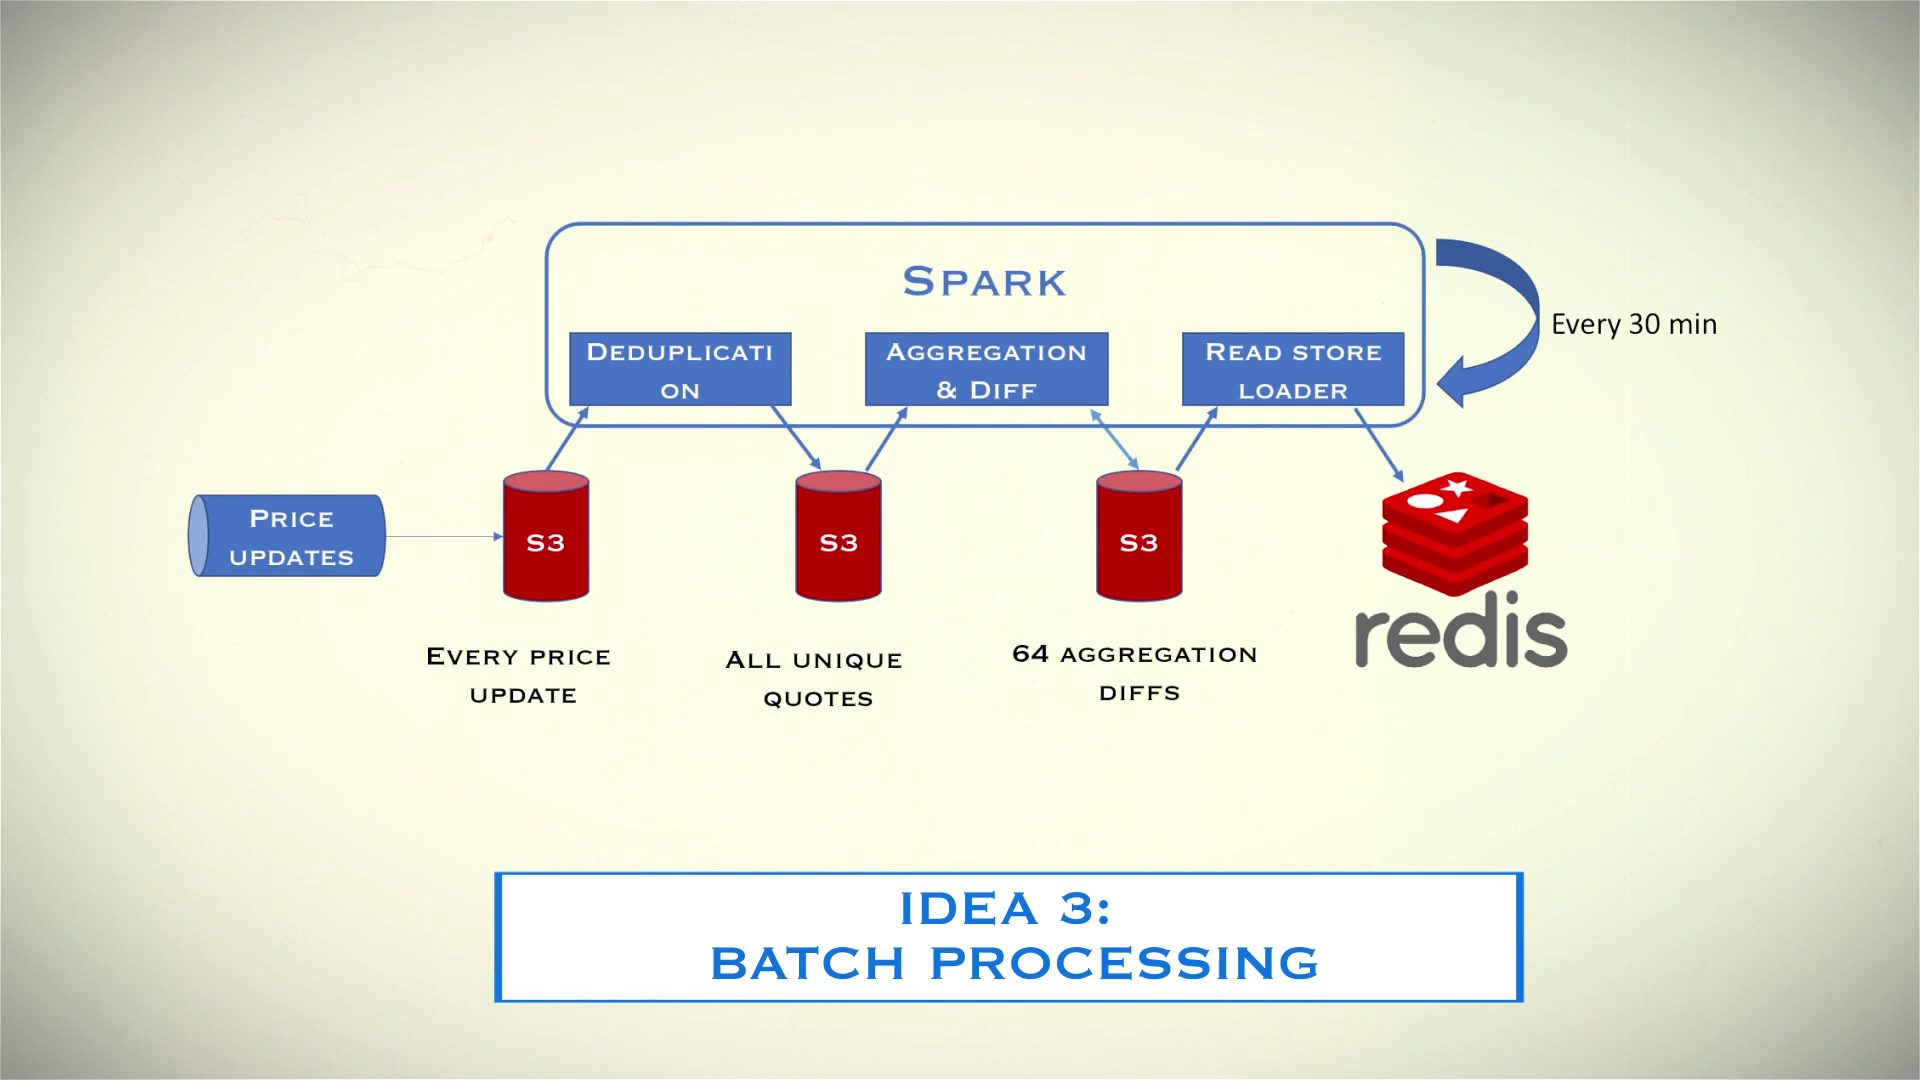 SPARK
DEDUPLICATI
ON
AGGREGATION
& DIFF
READ STORE
LOADER
Every 30 min
PRICE
UPDATES
S3
S3
S3
redis
EVERY PRICE
UPDATE
ALL UNIQUE
QUOTES
64 AGGREGATION
DIFFS
IDEA 3:
BATCH PROCESSING